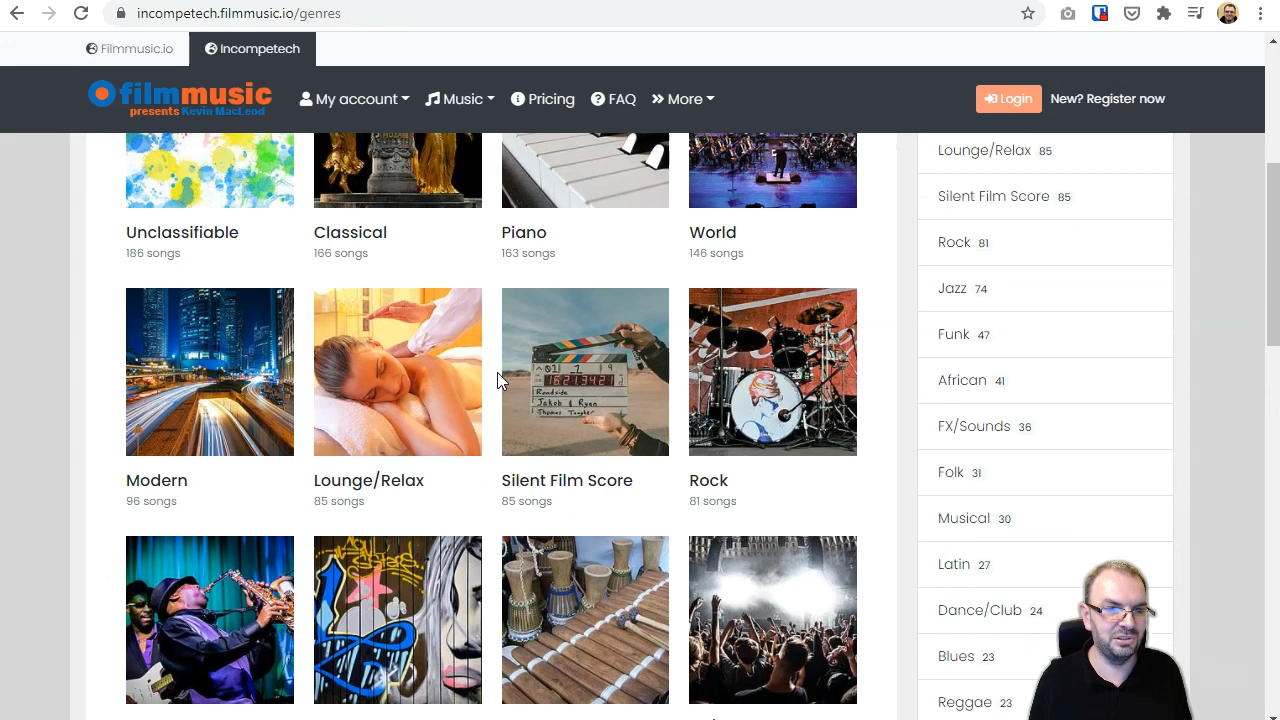 incompetech.filmmusic.io/genres
Filmmusic.io
Incompetech
filmmusic
presents Kevin MacLeod
My account
Music
Pricing
FAQ
More
Login
New? Register now
Unclassifiable
186 songs
Classical
166 songs
Piano
163 songs
World
146 songs
Modern
96 songs
Lounge/Relax
85 songs
Silent Film Score
85 songs
Rock
81 songs
Roadside
Jakob & Ryan
Lounge/Relax 85
Silent Film Score 85
Rock 81
Jazz 74
Funk 47
African 41
FX/Sounds 36
Folk 31
Musical 30
Latin 27
Dance/Club 24
Blues 23
Reggae 23